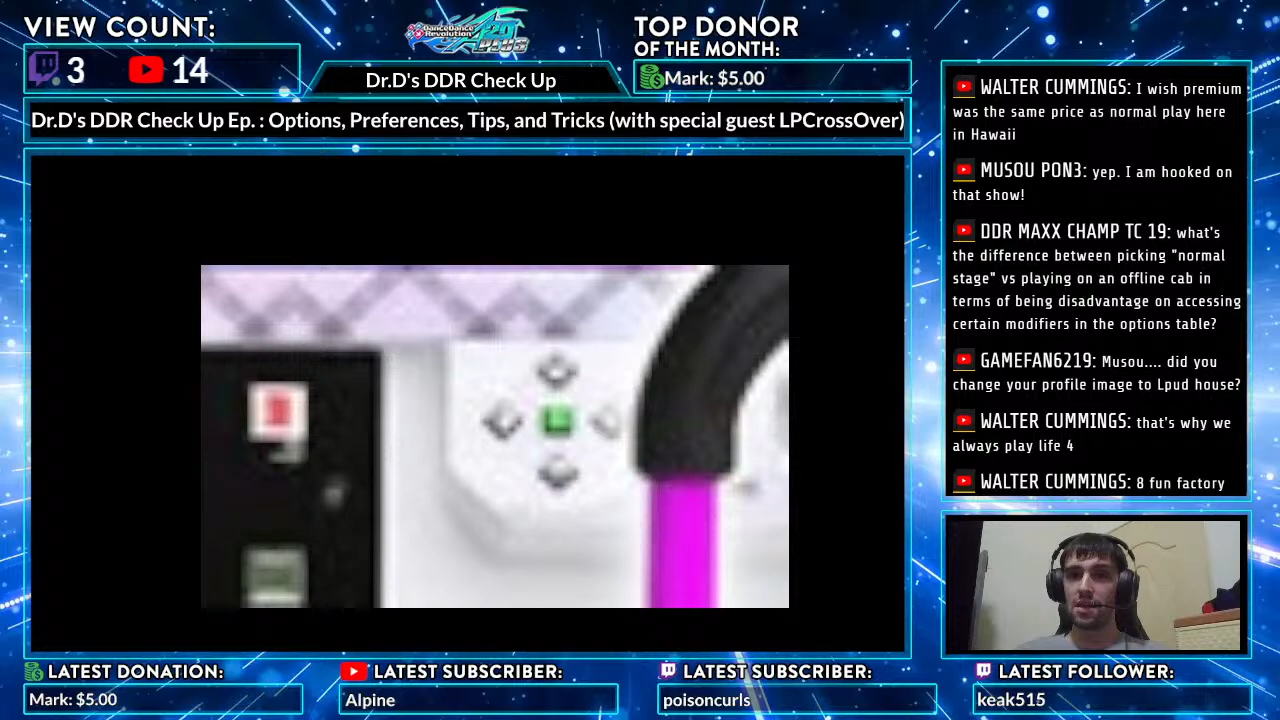 VIEW COUNT:
3
14
DanceDanceRevolution A20 PLUS
Dr.D's DDR Check Up
TOP DONOR
OF THE MONTH:
Mark: $5.00
Dr.D's DDR Check Up Ep. : Options, Preferences, Tips, and Tricks (with special guest LPCrossOver)
WALTER CUMMINGS: I wish premium
was the same price as normal play here
in Hawaii
MUSOU PON3: yep. I am hooked on
that show!
DDR MAXX CHAMP TC 19: what's
the difference between picking "normal
stage" vs playing on an offline cab in
terms of being disadvantage on accessing
certain modifiers in the options table?
GAMEFAN6219: Musou.... did you
change your profile image to Lpud house?
WALTER CUMMINGS: that's why we
always play life 4
WALTER CUMMINGS: 8 fun factory
LATEST DONATION:
Mark: $5.00
LATEST SUBSCRIBER:
Alpine
LATEST SUBSCRIBER:
poisoncurls
LATEST FOLLOWER:
keak515